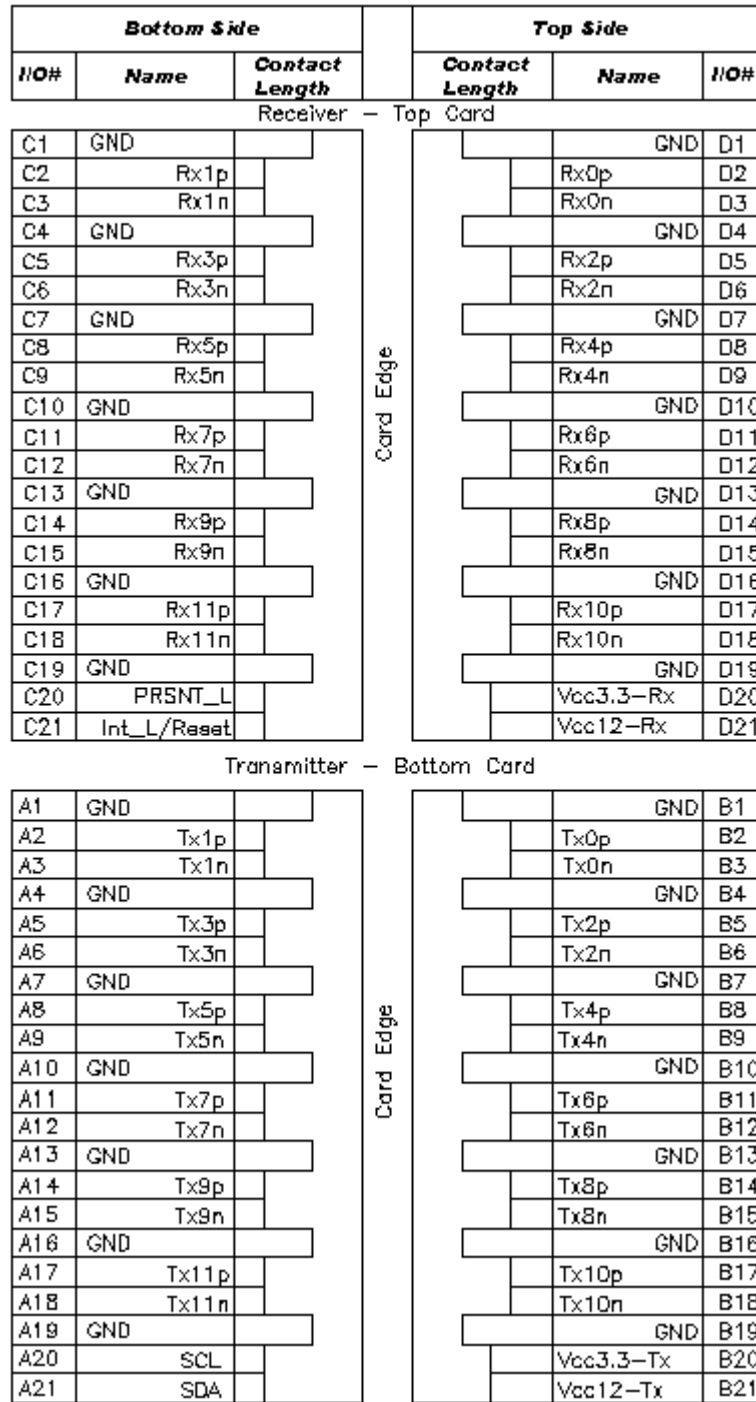 Bottom Side Top Side
I/O# Name Contact Length Contact Length Name I/O#
Receiver – Top Card
C1 GND GND D1
C2 Rx1p Rx0p D2
C3 Rx1n Rx0n D3
C4 GND GND D4
C5 Rx3p Rx2p D5
C6 Rx3n Rx2n D6
C7 GND GND D7
C8 Rx5p Rx4p D8
C9 Rx5n Rx4n D9
Card Edge
C10 GND GND D10
C11 Rx7p Rx6p D11
C12 Rx7n Rx6n D12
C13 GND GND D13
C14 Rx9p Rx8p D14
C15 Rx9n Rx8n D15
C16 GND GND D16
C17 Rx11p Rx10p D17
C18 Rx11n Rx10n D18
C19 GND GND D19
C20 PRSNT_L Vcc3.3–Rx D20
C21 Int_L/Reset Vcc12–Rx D21
Transmitter – Bottom Card
A1 GND GND B1
A2 Tx1p Tx0p B2
A3 Tx1n Tx0n B3
A4 GND GND B4
A5 Tx3p Tx2p B5
A6 Tx3n Tx2n B6
A7 GND GND B7
A8 Tx5p Tx4p B8
A9 Tx5n Tx4n B9
Card Edge
A10 GND GND B10
A11 Tx7p Tx6p B11
A12 Tx7n Tx6n B12
A13 GND GND B13
A14 Tx9p Tx8p B14
A15 Tx9n Tx8n B15
A16 GND GND B16
A17 Tx11p Tx10p B17
A18 Tx11n Tx10n B18
A19 GND GND B19
A20 SCL Vcc3.3–Tx B20
A21 SDA Vcc12–Tx B21